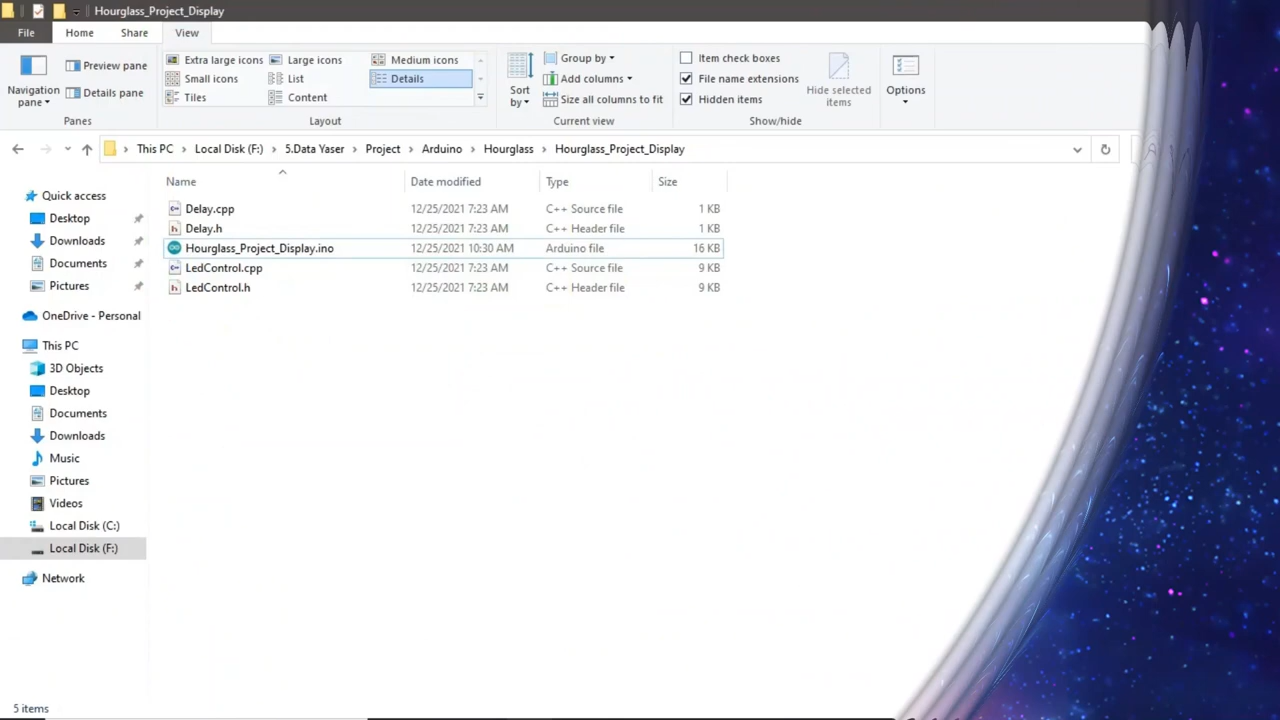 Hourglass_Project_Display
File Home Share View
Navigation pane
Preview pane
Details pane
Panes
Extra large icons Large icons Medium icons
Small icons List Details
Tiles Content
Layout
Sort by
Group by
Add columns
Size all columns to fit
Current view
Item check boxes
File name extensions
Hidden items
Hide selected items
Show/hide
Options
This PC Local Disk (F:) 5.Data Yaser Project Arduino Hourglass Hourglass_Project_Display
Quick access
Desktop
Downloads
Documents
Pictures
OneDrive - Personal
This PC
3D Objects
Desktop
Documents
Downloads
Music
Pictures
Videos
Local Disk (C:)
Local Disk (F:)
Network
Name Date modified Type Size
Delay.cpp 12/25/2021 7:23 AM C++ Source file 1 KB
Delay.h 12/25/2021 7:23 AM C++ Header file 1 KB
Hourglass_Project_Display.ino 12/25/2021 10:30 AM Arduino file 16 KB
LedControl.cpp 12/25/2021 7:23 AM C++ Source file 9 KB
LedControl.h 12/25/2021 7:23 AM C++ Header file 9 KB
5 items